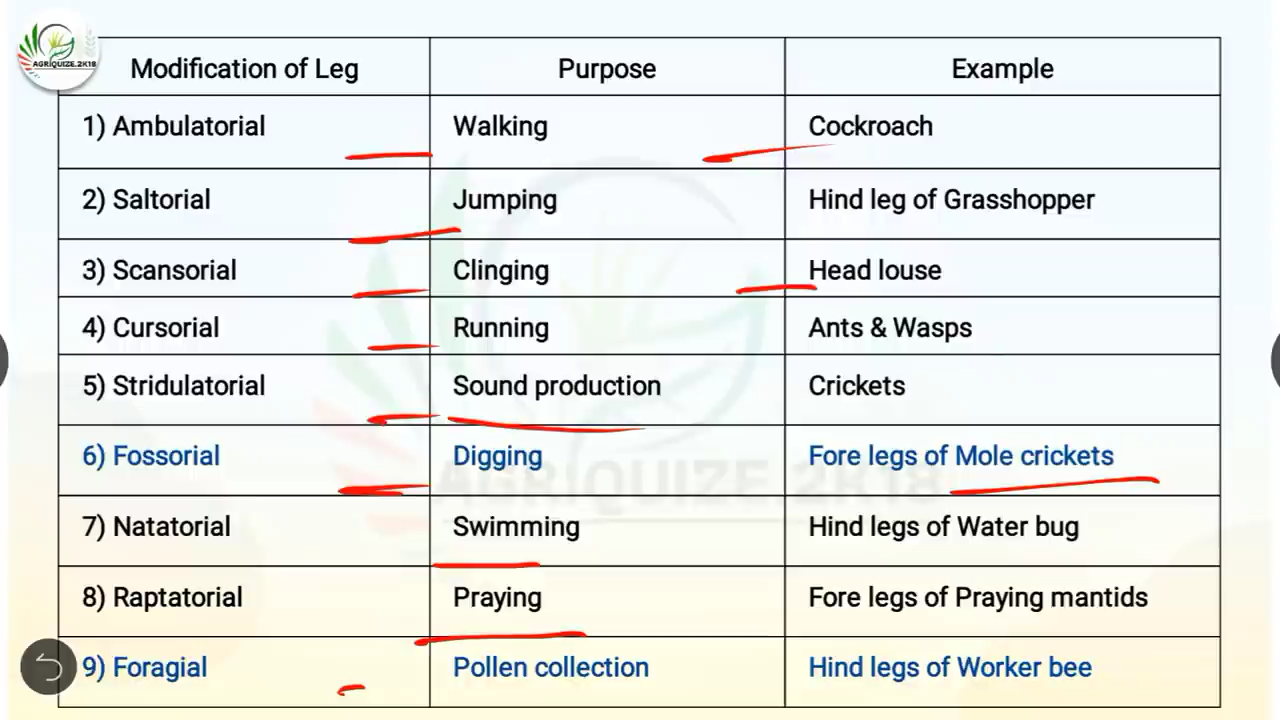 AGRIQUIZE.2K18
Modification of Leg Purpose Example
1) Ambulatorial Walking Cockroach
2) Saltorial Jumping Hind leg of Grasshopper
3) Scansorial Clinging Head louse
4) Cursorial Running Ants & Wasps
5) Stridulatorial Sound production Crickets
6) Fossorial Digging Fore legs of Mole crickets
AGRIQUIZE.2K18
7) Natatorial Swimming Hind legs of Water bug
8) Raptatorial Praying Fore legs of Praying mantids
9) Foragial Pollen collection Hind legs of Worker bee